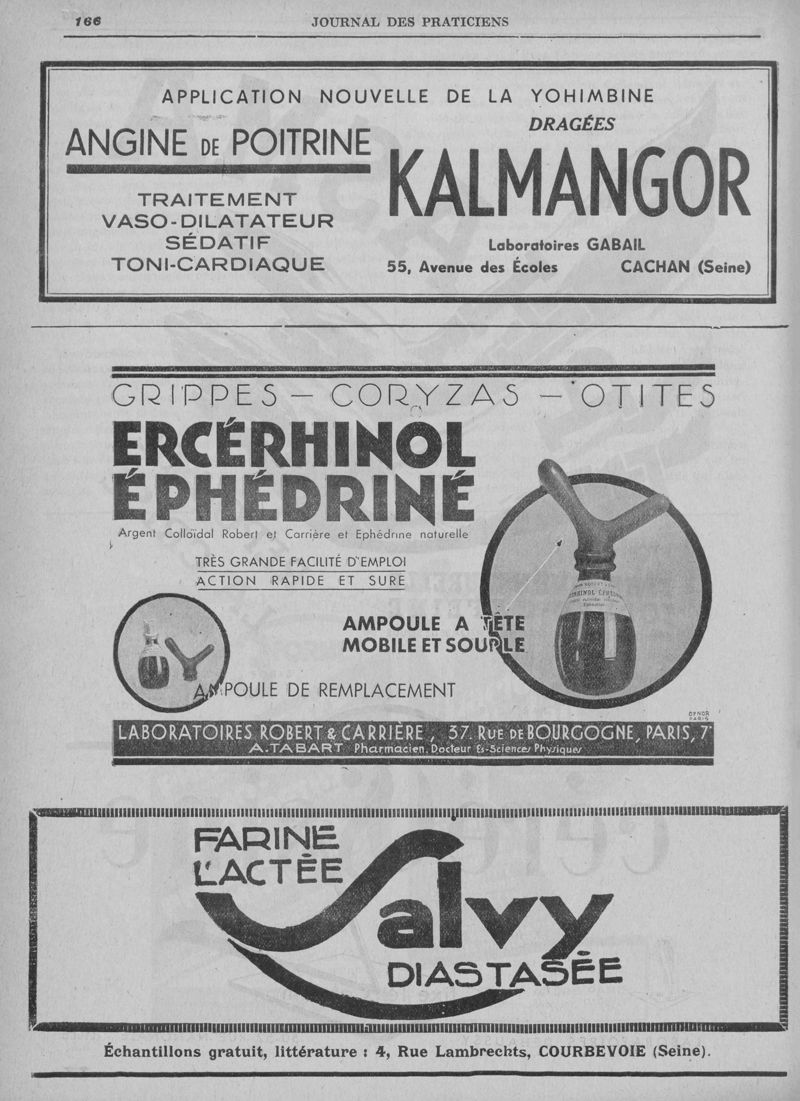 166
JOURNAL DES PRATICIENS
APPLICATION NOUVELLE DE LA YOHIMBINE
ANGINE DE POITRINE
TRAITEMENT
VASO-DILATATEUR
SÉDATIF
TONI-CARDIAQUE
DRAGÉES
KALMANGOR
Laboratoires GABAIL
55, Avenue des Écoles CACHAN (Seine)
GRIPPES – CORYZAS – OTITES
ERCÉRHINOL
ÉPHÉDRINÉ
Argent Colloïdal Robert et Carrière et Ephédrine naturelle
TRÈS GRANDE FACILITÉ D'EMPLOI
ACTION RAPIDE ET SURE
AMPOULE A TÊTE
MOBILE ET SOUPLE
AMPOULE DE REMPLACEMENT
LABORATOIRES ROBERT & CARRIÈRE, 37. RUE DE BOURGOGNE, PARIS, 7ᵉ
A. TABART Pharmacien, Docteur Es-Sciences Physiques
FARINE
LACTÉE
Salvy
DIASTASÉE
Échantillons gratuit, littérature : 4, Rue Lambrechts, COURBEVOIE (Seine).